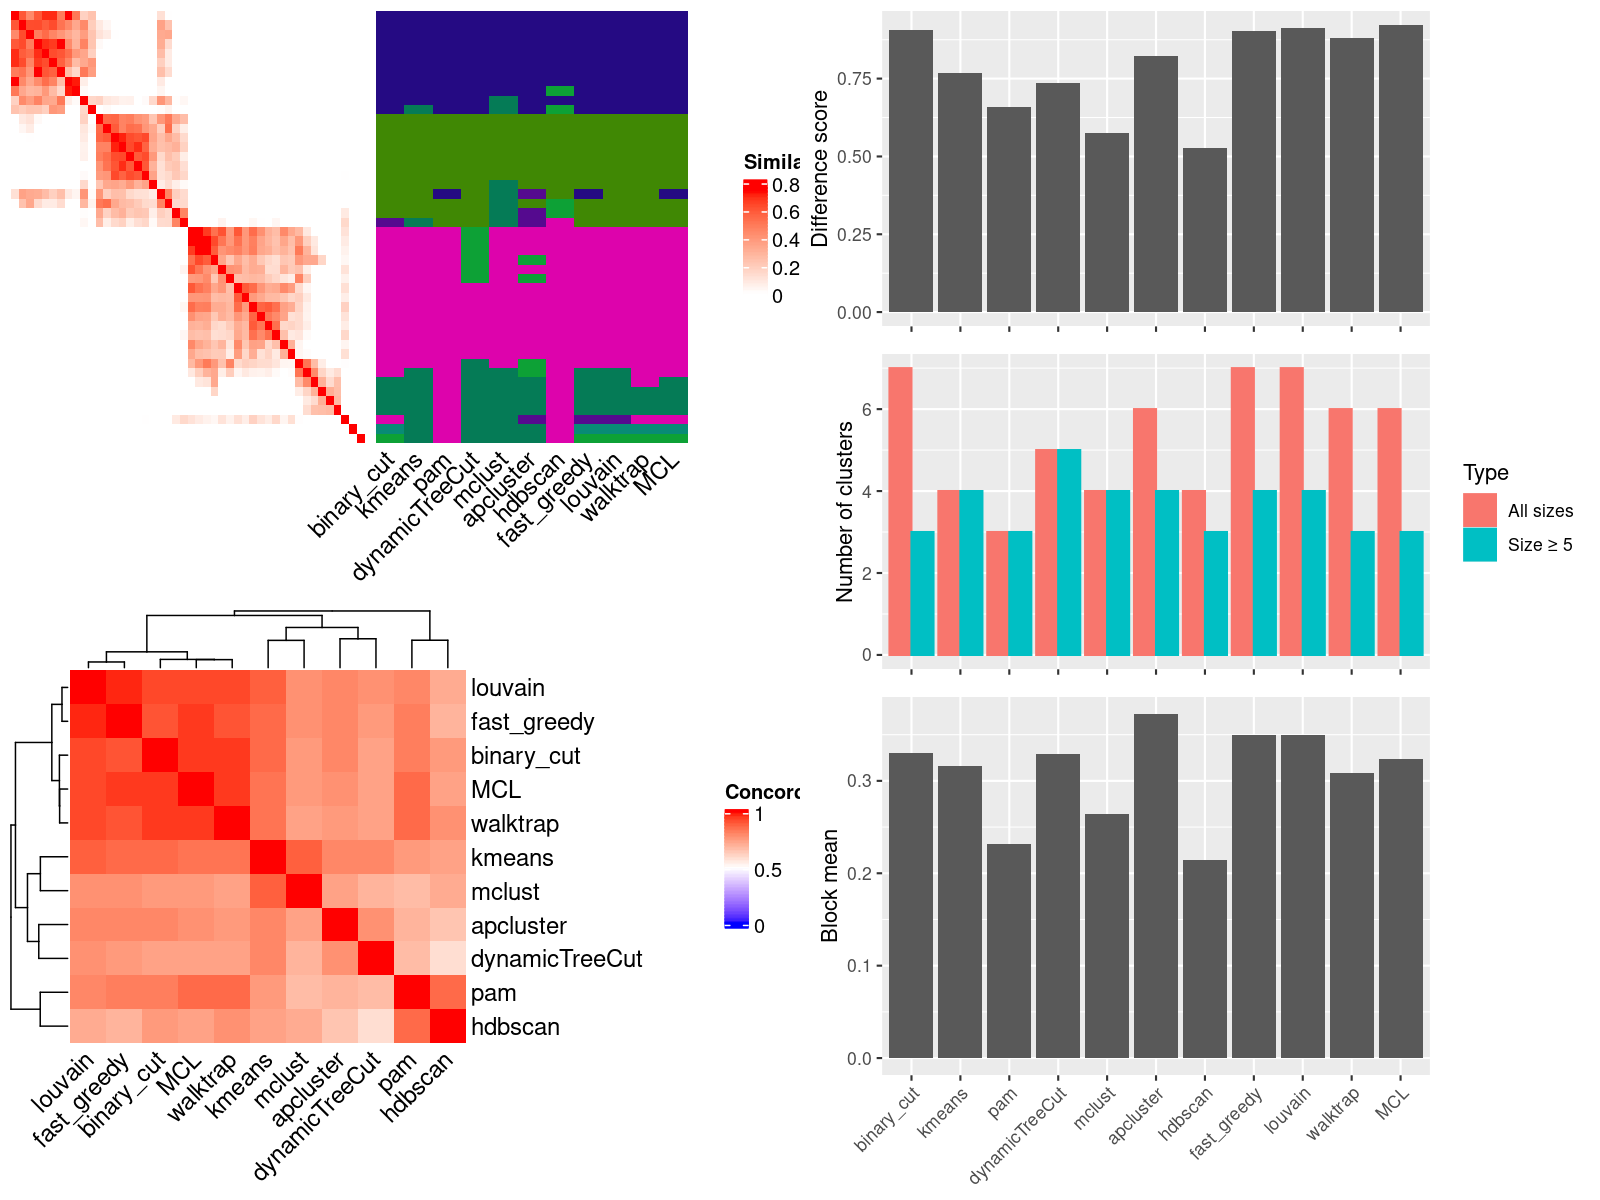 Simila
0.8
0.6
0.4
0.2
0
binary_cut
kmeans
pam
dynamicTreeCut
mclust
apcluster
hdbscan
fast_greedy
louvain
walktrap
MCL
louvain
fast_greedy
binary_cut
MCL
walktrap
kmeans
mclust
apcluster
dynamicTreeCut
pam
hdbscan
louvain
fast_greedy
binary_cut
MCL
walktrap
kmeans
mclust
apcluster
dynamicTreeCut
pam
hdbscan
Concord
1
0.5
0
Difference score
0.75
0.50
0.25
0.00
Number of clusters
6
4
2
0
Type
All sizes
Size ≥ 5
Block mean
0.3
0.2
0.1
0.0
binary_cut
kmeans
pam
dynamicTreeCut
mclust
apcluster
hdbscan
fast_greedy
louvain
walktrap
MCL